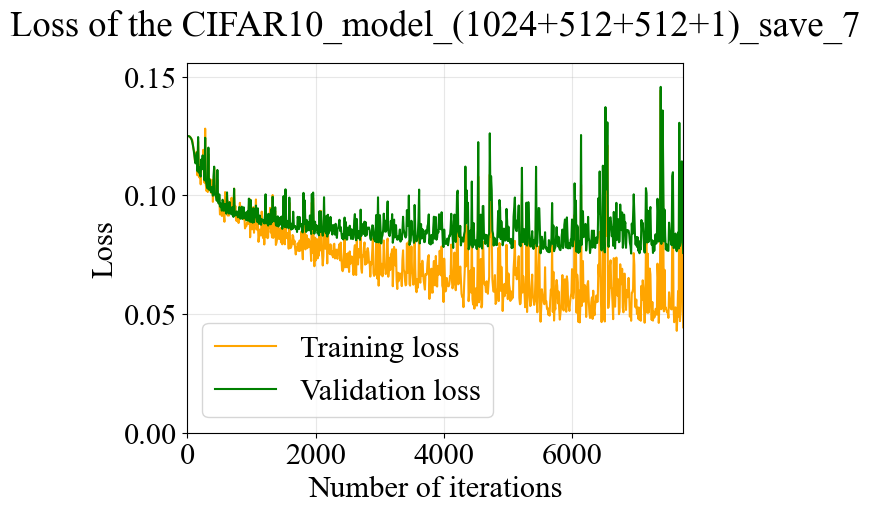 Loss of the CIFAR10_model_(1024+512+512+1)_save_7
0.15
0.10
0.05
0.00
Loss
Training loss
Validation loss
0 2000 4000 6000
Number of iterations